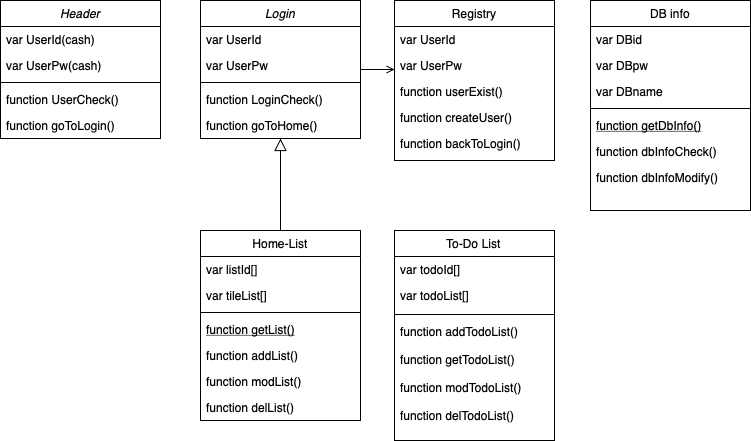 Header
var UserId(cash)
var UserPw(cash)
function UserCheck()
function goToLogin()
Login
var UserId
var UserPw
function LoginCheck()
function goToHome()
Registry
var UserId
var UserPw
function userExist()
function createUser()
function backToLogin()
DB info
var DBid
var DBpw
var DBname
function getDbInfo()
function dbInfoCheck()
function dbInfoModify()
Home-List
var listId[]
var tileList[]
function getList()
function addList()
function modList()
function delList()
To-Do List
var todoId[]
var todoList[]
function addTodoList()
function getTodoList()
function modTodoList()
function delTodoList()